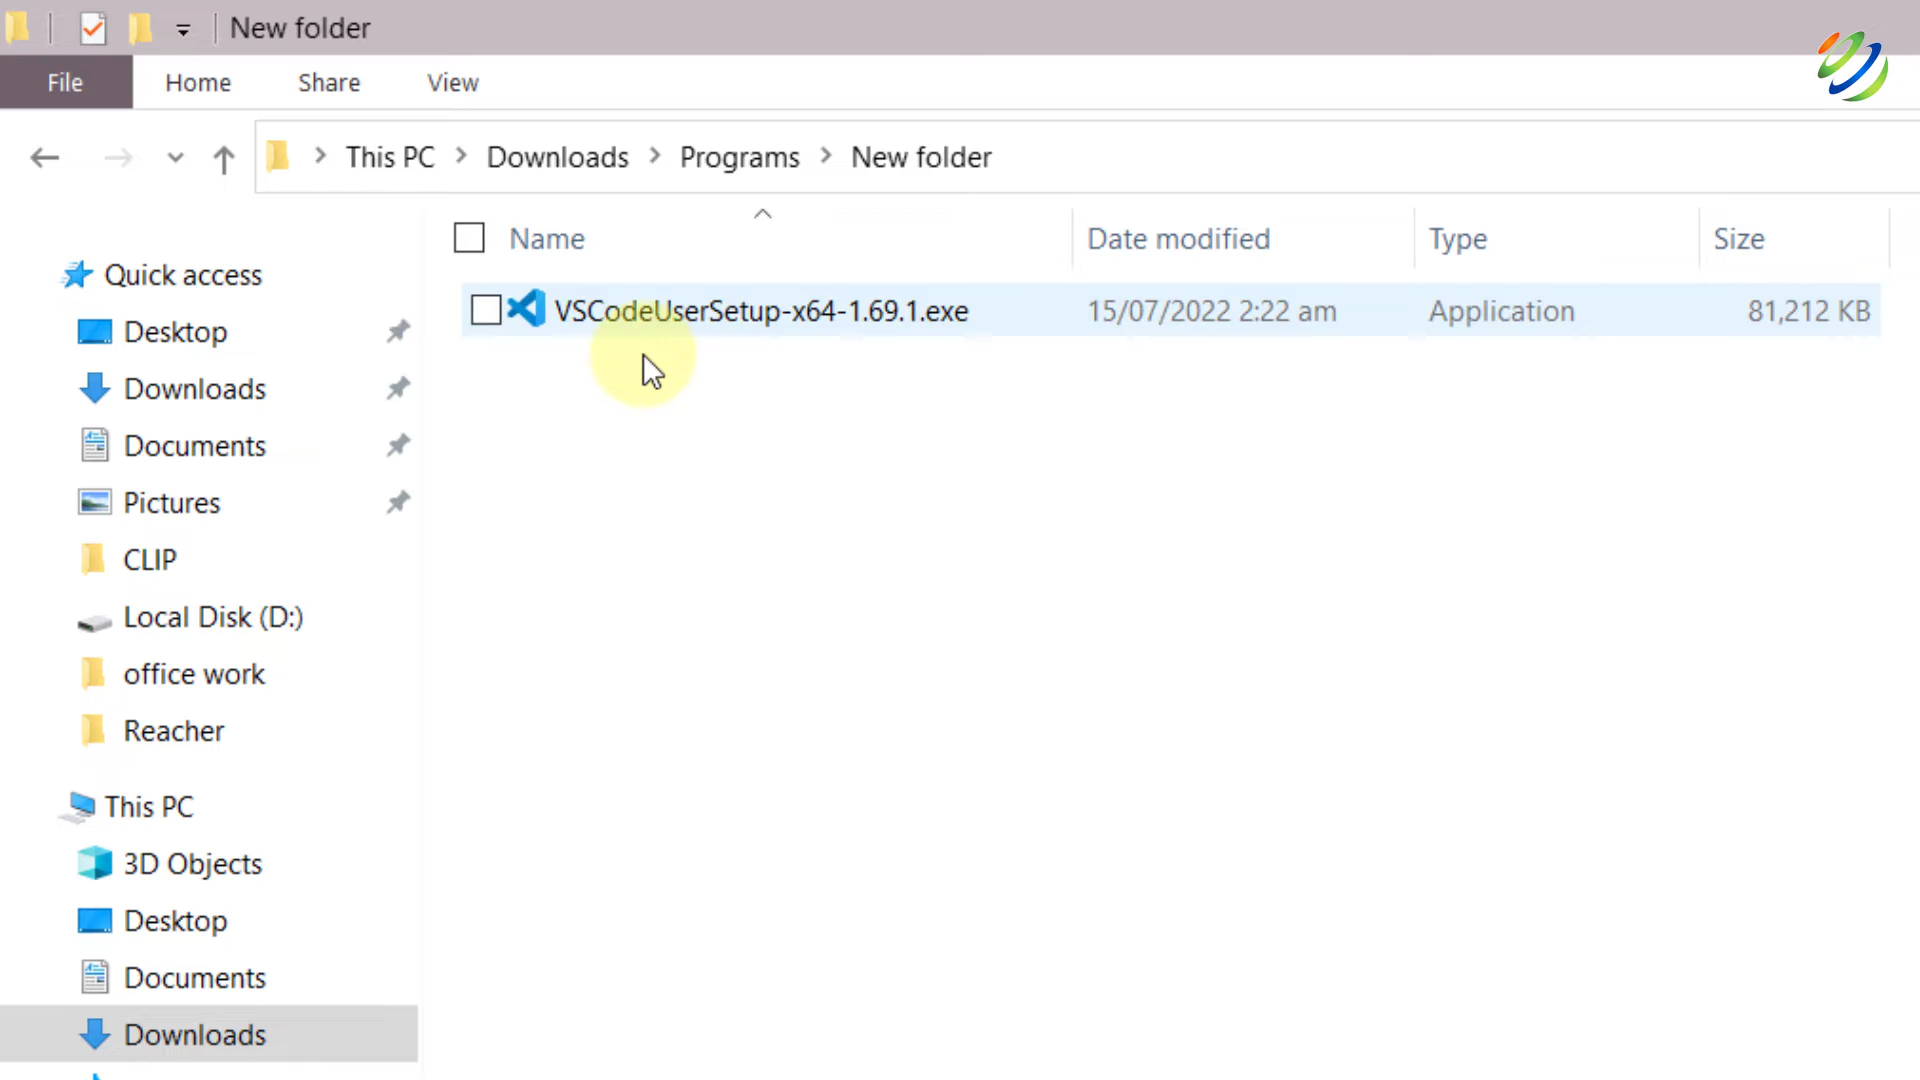 New folder
File Home Share View
This PC Downloads Programs New folder
Name Date modified Type Size
VSCodeUserSetup-x64-1.69.1.exe 15/07/2022 2:22 am Application 81,212 KB
Quick access
Desktop
Downloads
Documents
Pictures
CLIP
Local Disk (D:)
office work
Reacher
This PC
3D Objects
Desktop
Documents
Downloads